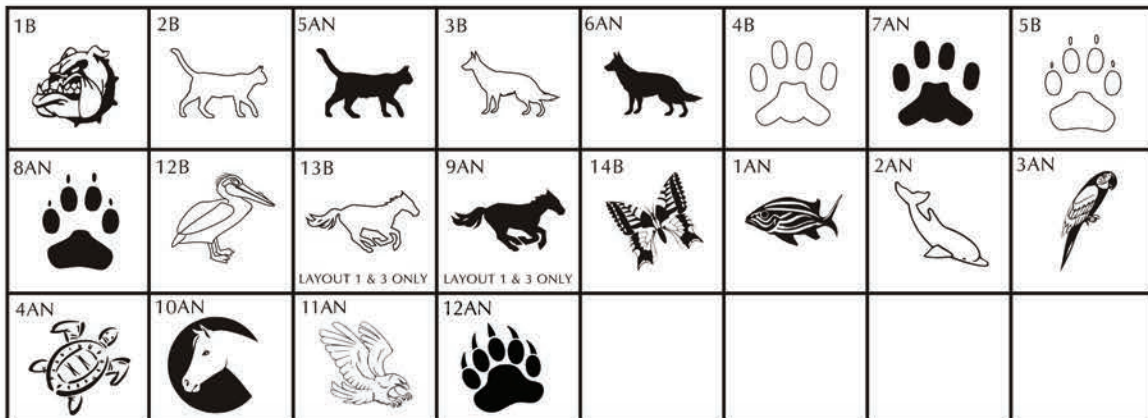 1B
2B
5AN
3B
6AN
4B
7AN
5B
8AN
12B
13B
9AN
14B
1AN
2AN
3AN
LAYOUT 1 & 3 ONLY
LAYOUT 1 & 3 ONLY
4AN
10AN
11AN
12AN